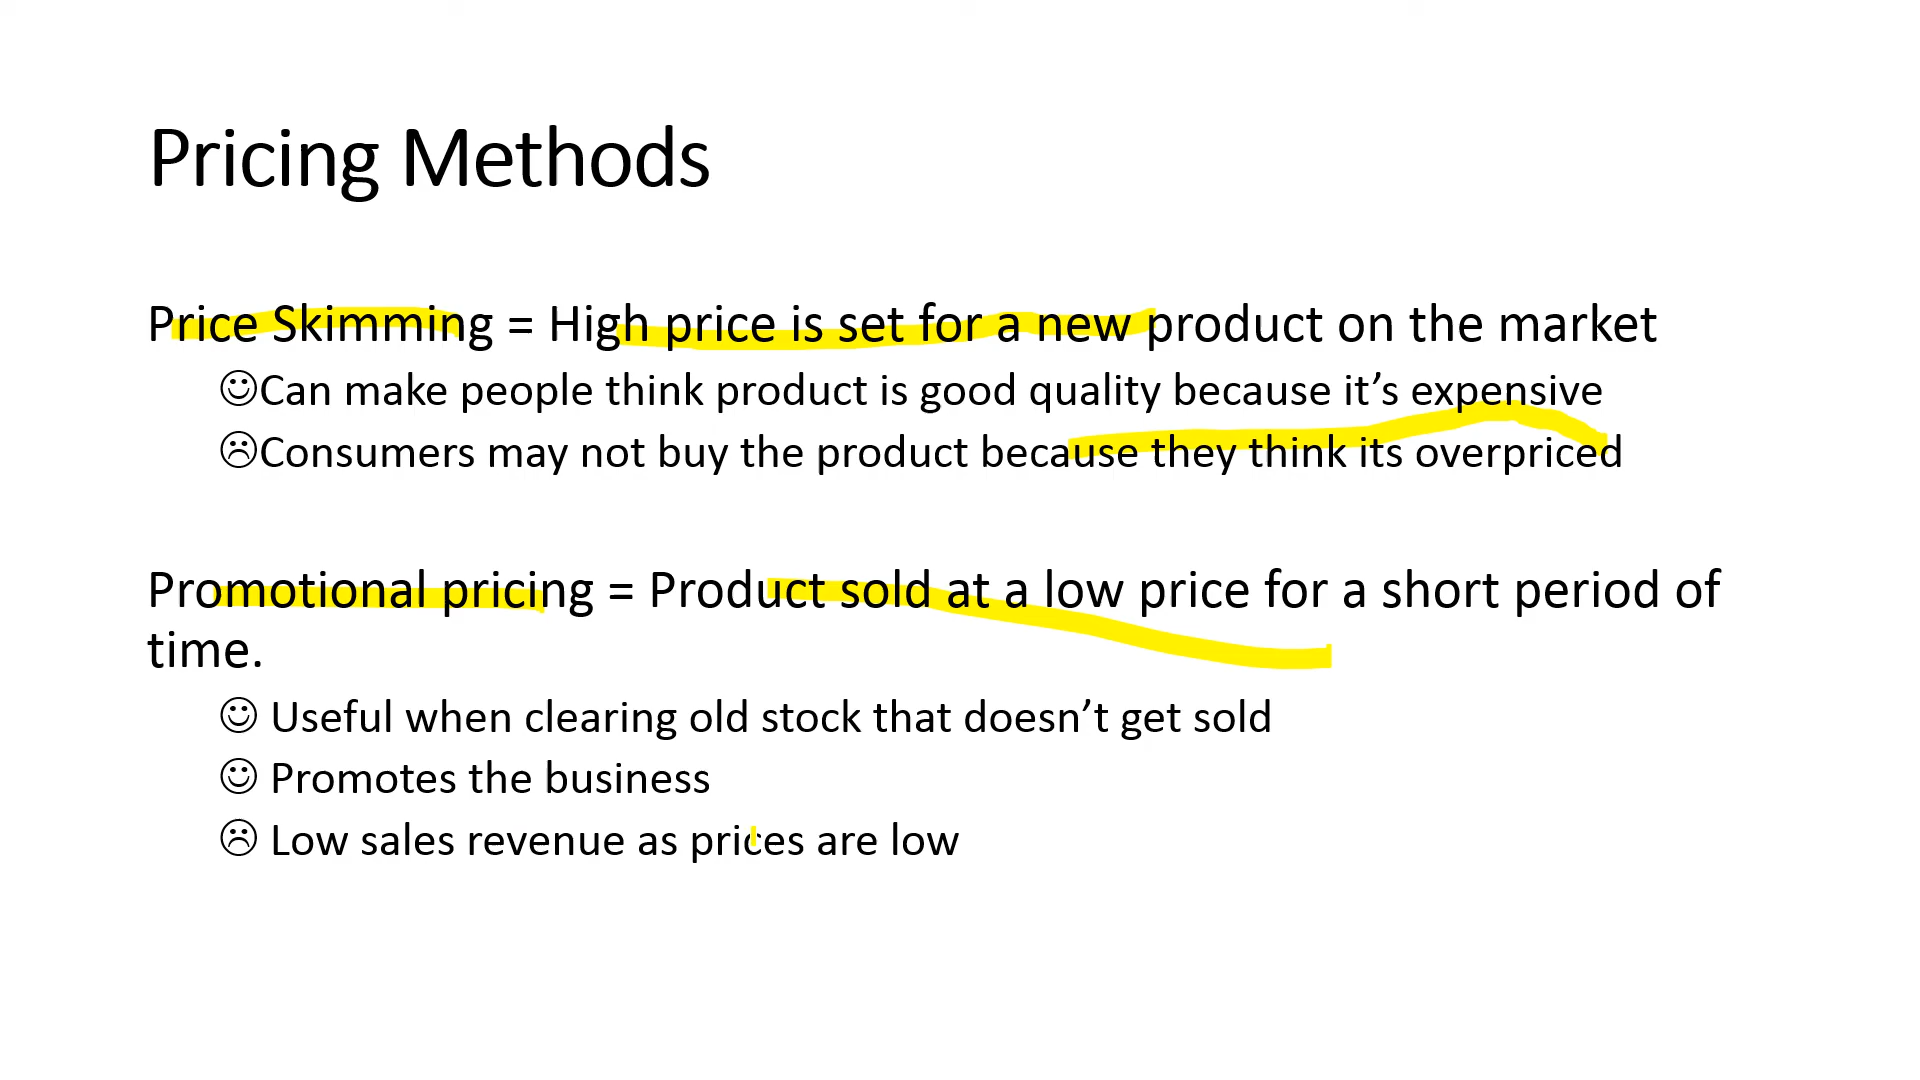 Pricing Methods
Price Skimming = High price is set for a new product on the market
☺Can make people think product is good quality because it’s expensive
☹Consumers may not buy the product because they think its overpriced
Promotional pricing = Product sold at a low price for a short period of
time.
☺ Useful when clearing old stock that doesn’t get sold
☺ Promotes the business
☹ Low sales revenue as prices are low